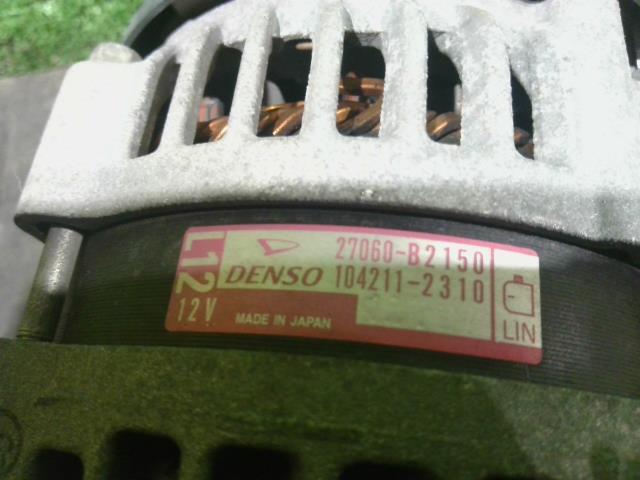 L12
12V
27060-B2150
DENSO 104211-2310
MADE IN JAPAN
LIN